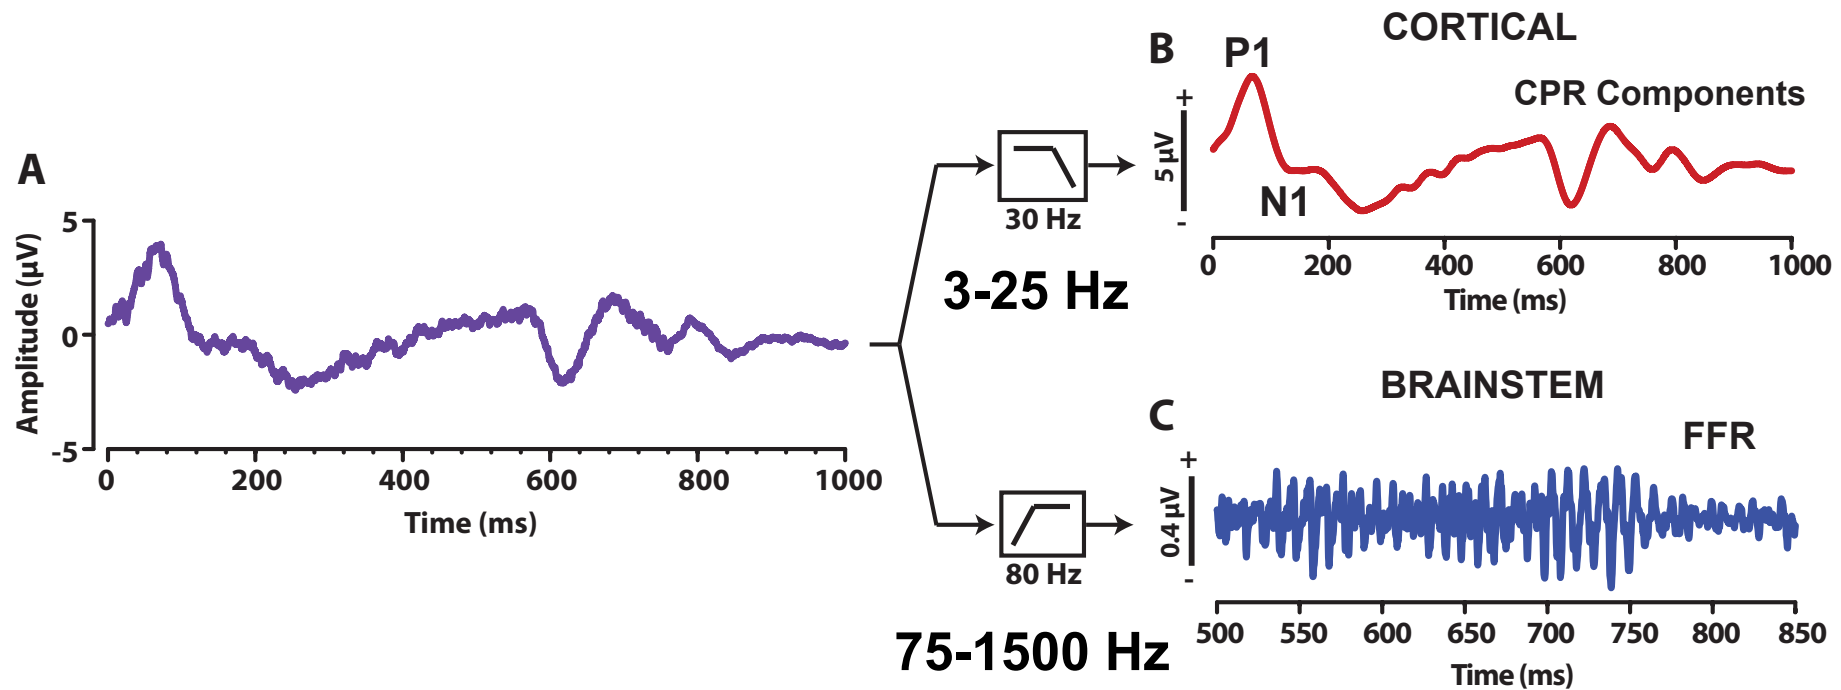 A
Amplitude (µV)
5
0
-5
0 200 400 600 800 1000
Time (ms)
30 Hz
3-25 Hz
80 Hz
75-1500 Hz
B
CORTICAL
P1
CPR Components
+
5 µV
-
N1
0 200 400 600 800 1000
Time (ms)
BRAINSTEM
C
FFR
+
0.4 µV
-
500 550 600 650 700 750 800 850
Time (ms)